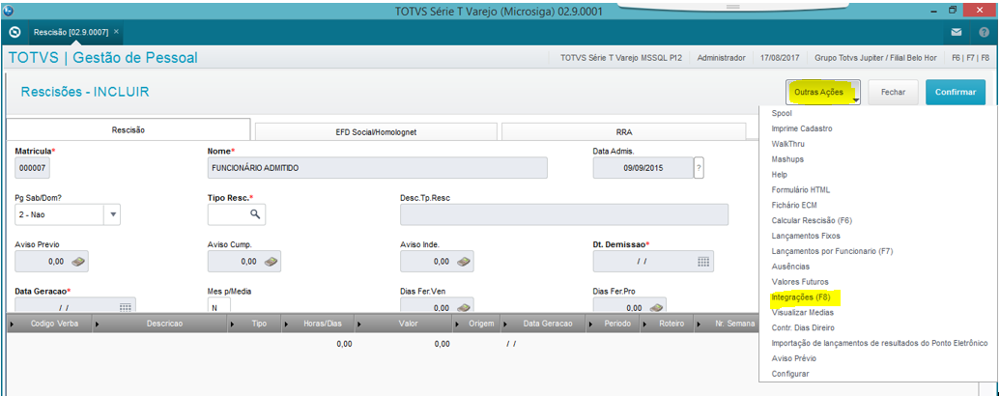 TOTVS Série T Varejo (Microsiga) 02.9.0001
Rescisão [02.9.0007] ×
TOTVS | Gestão de Pessoal
TOTVS Série T Varejo MSSQL P12 Administrador 17/08/2017 Grupo Totvs Jupiter / Filial Belo Hor F6 | F7 | F8
Rescisões - INCLUIR
Outras Ações Fechar Confirmar
Rescisão EFD Social/Homolognet RRA
Matricula* Nome* Data Admis.
000007 FUNCIONÁRIO ADMITIDO 09/09/2015 ?
Pg Sab/Dom? Tipo Resc.* Desc.Tp.Resc
2 - Nao
Aviso Previo Aviso Cump. Aviso Inde. Dt. Demissao*
0,00 0,00 0,00 / /
Data Geracao* Mes p/Media Dias Fer.Ven Dias Fer.Pro
/ / N 0,00 0,00
Codigo Verba Descricao Tipo Horas/Dias Valor Origem Data Geracao Periodo Roteiro Nr. Semana
0,00 0,00 / /
Spool
Imprime Cadastro
WalkThru
Mashups
Help
Formulário HTML
Fichário ECM
Calcular Rescisão (F6)
Lançamentos Fixos
Lançamentos por Funcionario (F7)
Ausências
Valores Futuros
Integrações (F8)
Visualizar Medias
Contr. Dias Direiro
Importação de lançamentos de resultados do Ponto Eletrônico
Aviso Prévio
Configurar